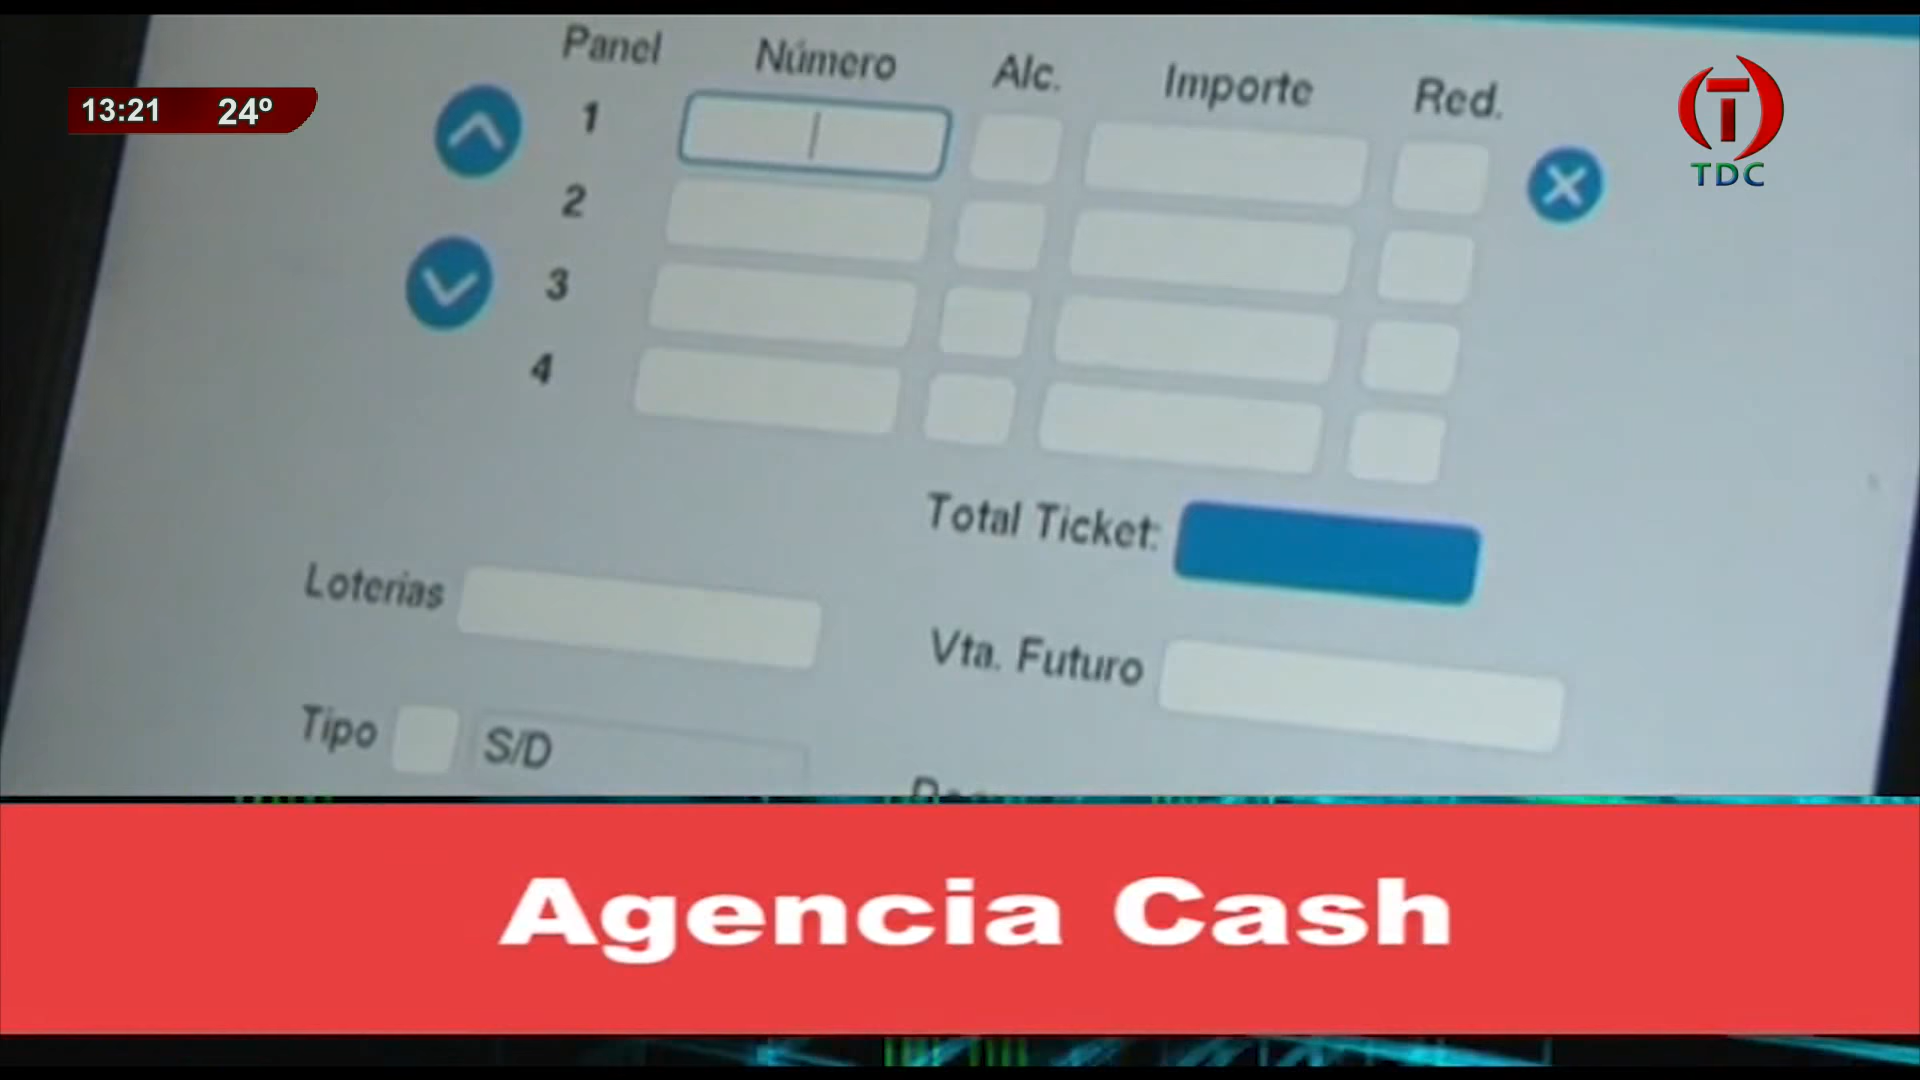 Panel Número Alc. Importe Red.
13:21 24º
1
T
TDC
2
3
4
Total Ticket:
Loterías
Vta. Futuro
Tipo S/D
Agencia Cash